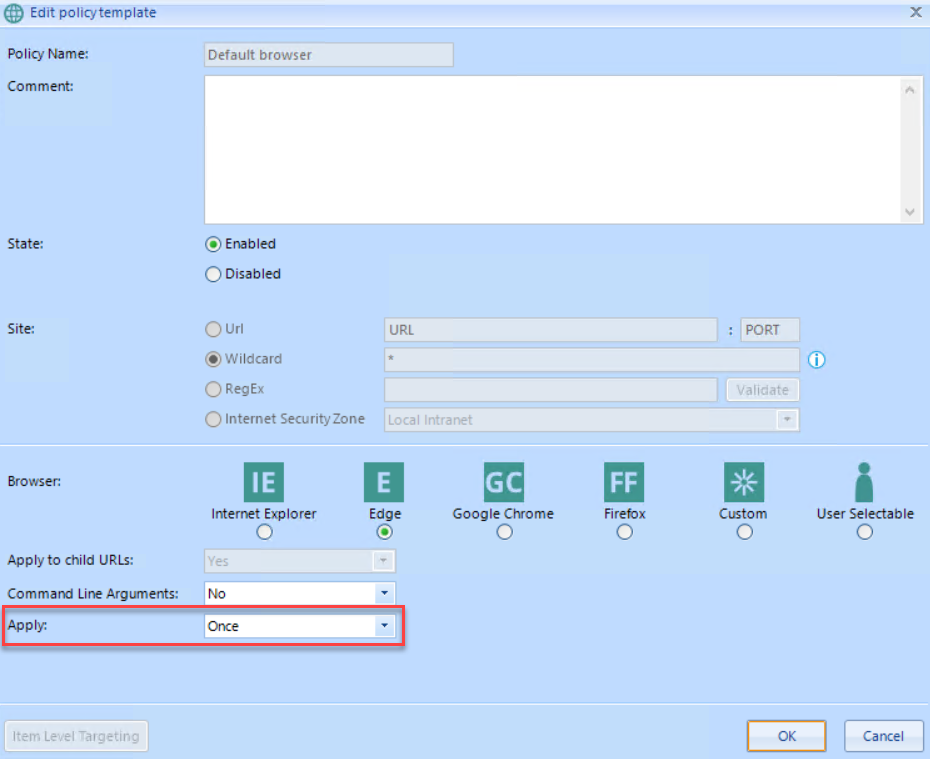 Edit policy template
Policy Name: Default browser
Comment:
State: Enabled
Disabled
Site: Url URL : PORT
Wildcard *
RegEx Validate
Internet Security Zone Local Intranet
Browser: IE E GC FF
Internet Explorer Edge Google Chrome Firefox Custom User Selectable
Apply to child URLs: Yes
Command Line Arguments: No
Apply: Once
Item Level Targeting OK Cancel